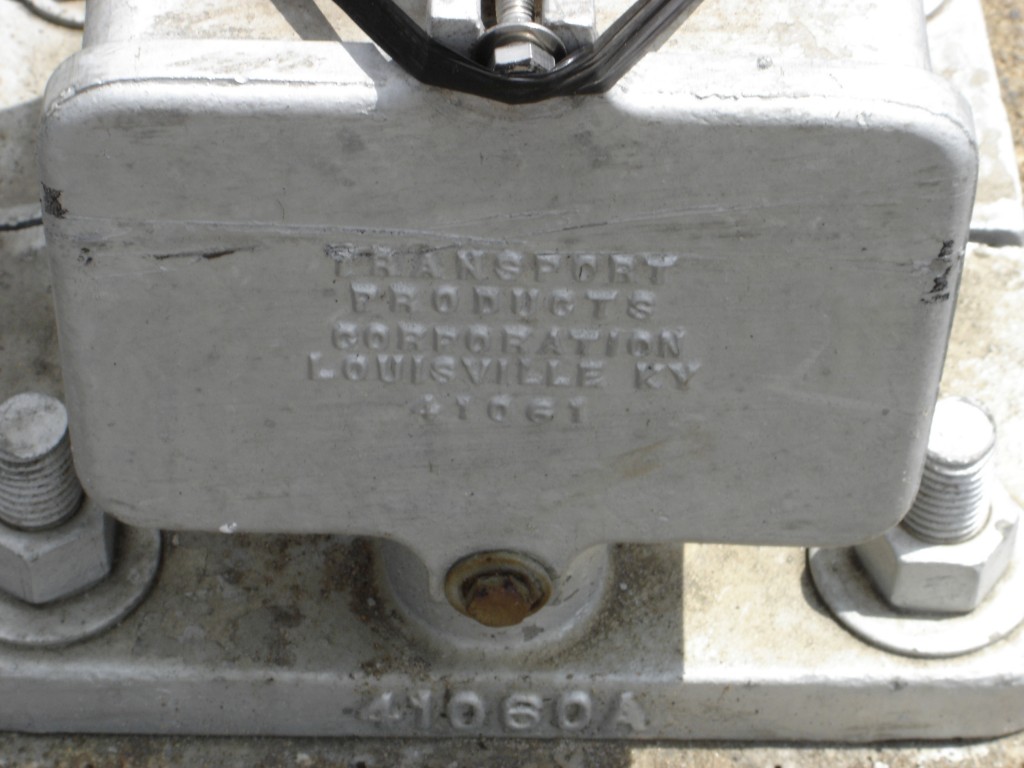 TRANSPORT
PRODUCTS
CORPORATION
LOUISVILLE KY
41061
41060A